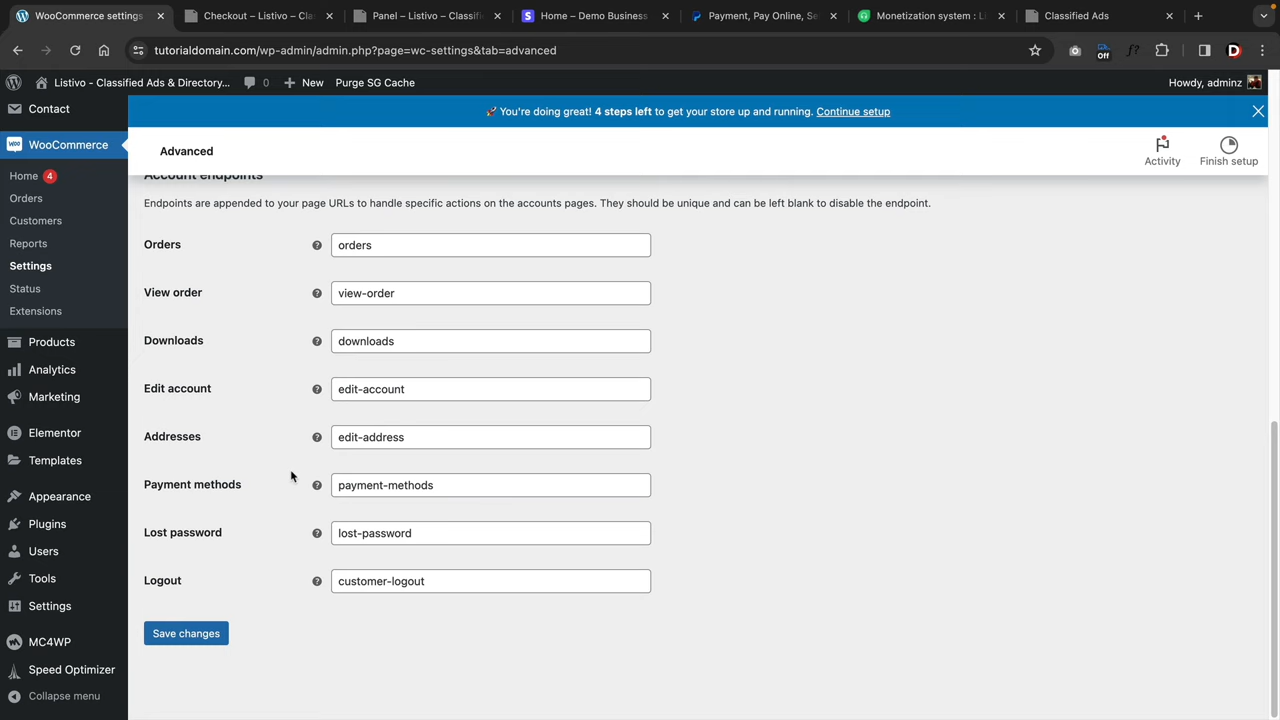 WooCommerce settings
Checkout – Listivo – C
Panel – Listivo – Classifi
Home – Demo Business
Payment, Pay Online, Se
Monetization system : Li
Classified Ads
tutorialdomain.com/wp-admin/admin.php?page=wc-settings&tab=advanced
Off
f?
D
Listivo – Classified Ads & Directory...
0
New
Purge SG Cache
Howdy, adminz
Contact
🚀 You're doing great! 4 steps left to get your store up and running. Continue setup
WooCommerce
Advanced
Activity
Finish setup
Home 4
Orders
Customers
Reports
Settings
Status
Extensions
Products
Analytics
Marketing
Elementor
Templates
Appearance
Plugins
Users
Tools
Settings
MC4WP
Speed Optimizer
Collapse menu
Account endpoints
Endpoints are appended to your page URLs to handle specific actions on the accounts pages. They should be unique and can be left blank to disable the endpoint.
Orders ? orders
View order ? view-order
Downloads ? downloads
Edit account ? edit-account
Addresses ? edit-address
Payment methods ? payment-methods
Lost password ? lost-password
Logout ? customer-logout
Save changes